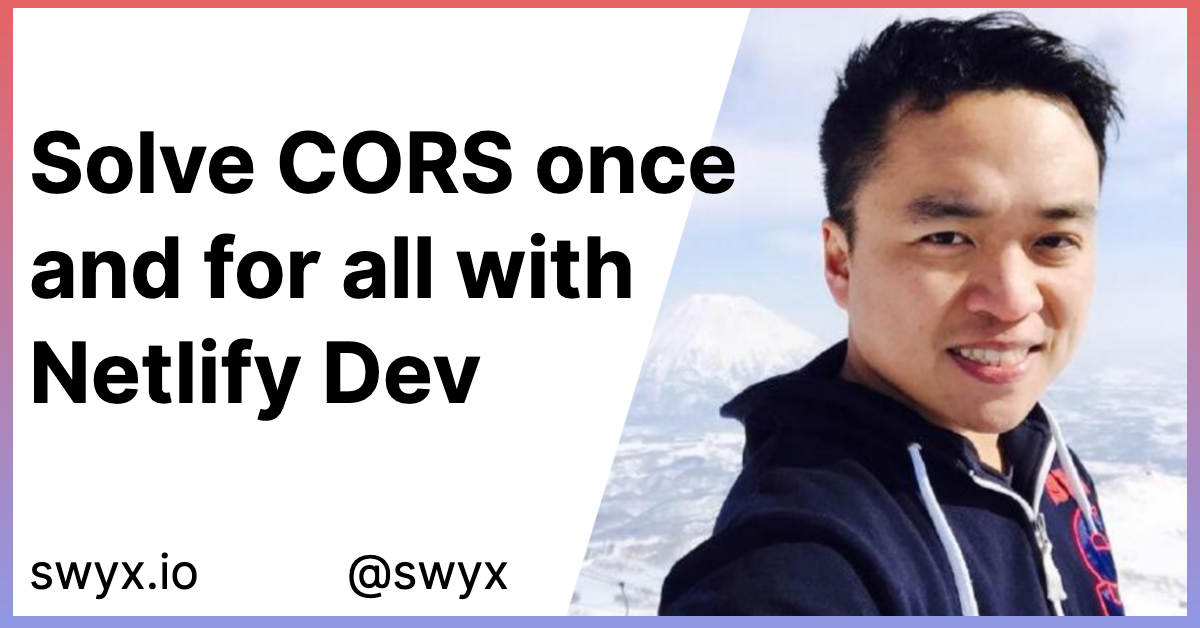 Solve CORS once
and for all with
Netlify Dev
swyx.io @swyx